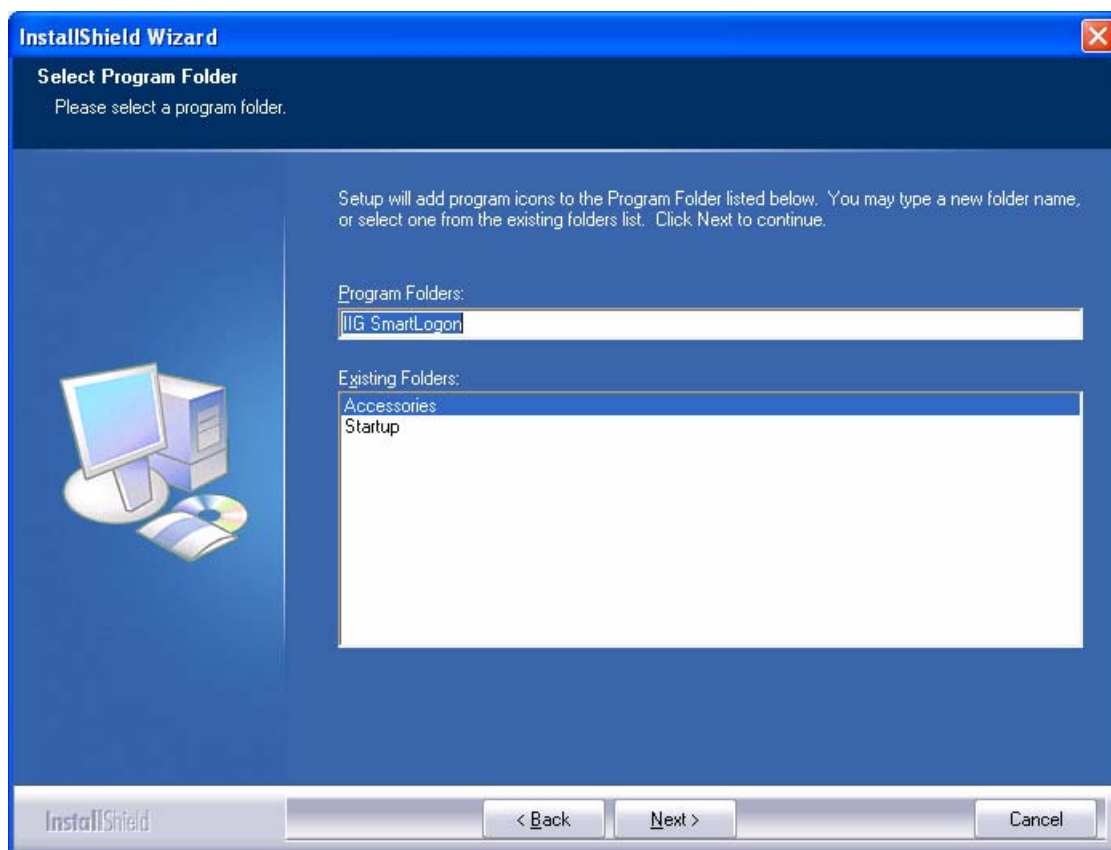 InstallShield Wizard
Select Program Folder
Please select a program folder.
Setup will add program icons to the Program Folder listed below.  You may type a new folder name,
or select one from the existing folders list.  Click Next to continue.
Program Folders:
IIG SmartLogon
Existing Folders:
Accessories
Startup
InstallShield
< Back
Next >
Cancel